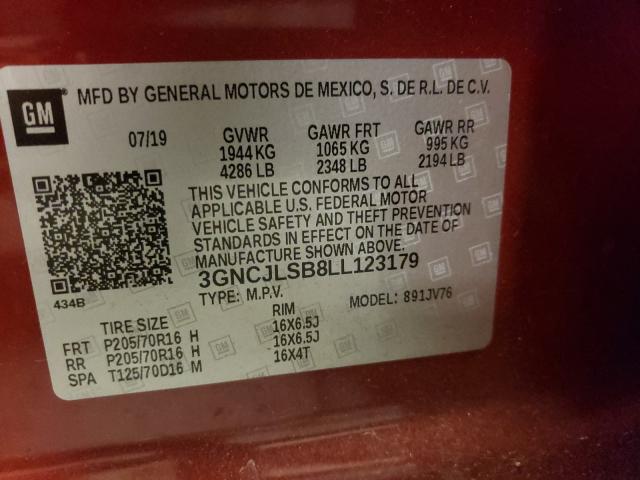 GM
MFD BY GENERAL MOTORS DE MEXICO, S. DE R.L. DE C.V.
07/19 GVWR GAWR FRT GAWR RR
1944 KG 1065 KG 995 KG
4286 LB 2348 LB 2194 LB
THIS VEHICLE CONFORMS TO ALL
APPLICABLE U.S. FEDERAL MOTOR
VEHICLE SAFETY AND THEFT PREVENTION
STANDARDS IN EFFECT ON THE DATE OF
MANUFACTURE SHOWN ABOVE.
3GNCJLSB8LL123179
434B TYPE: M.P.V. MODEL: 891JV76
TIRE SIZE RIM
FRT P205/70R16 H 16X6.5J
RR P205/70R16 H 16X6.5J
SPA T125/70D16 M 16X4T